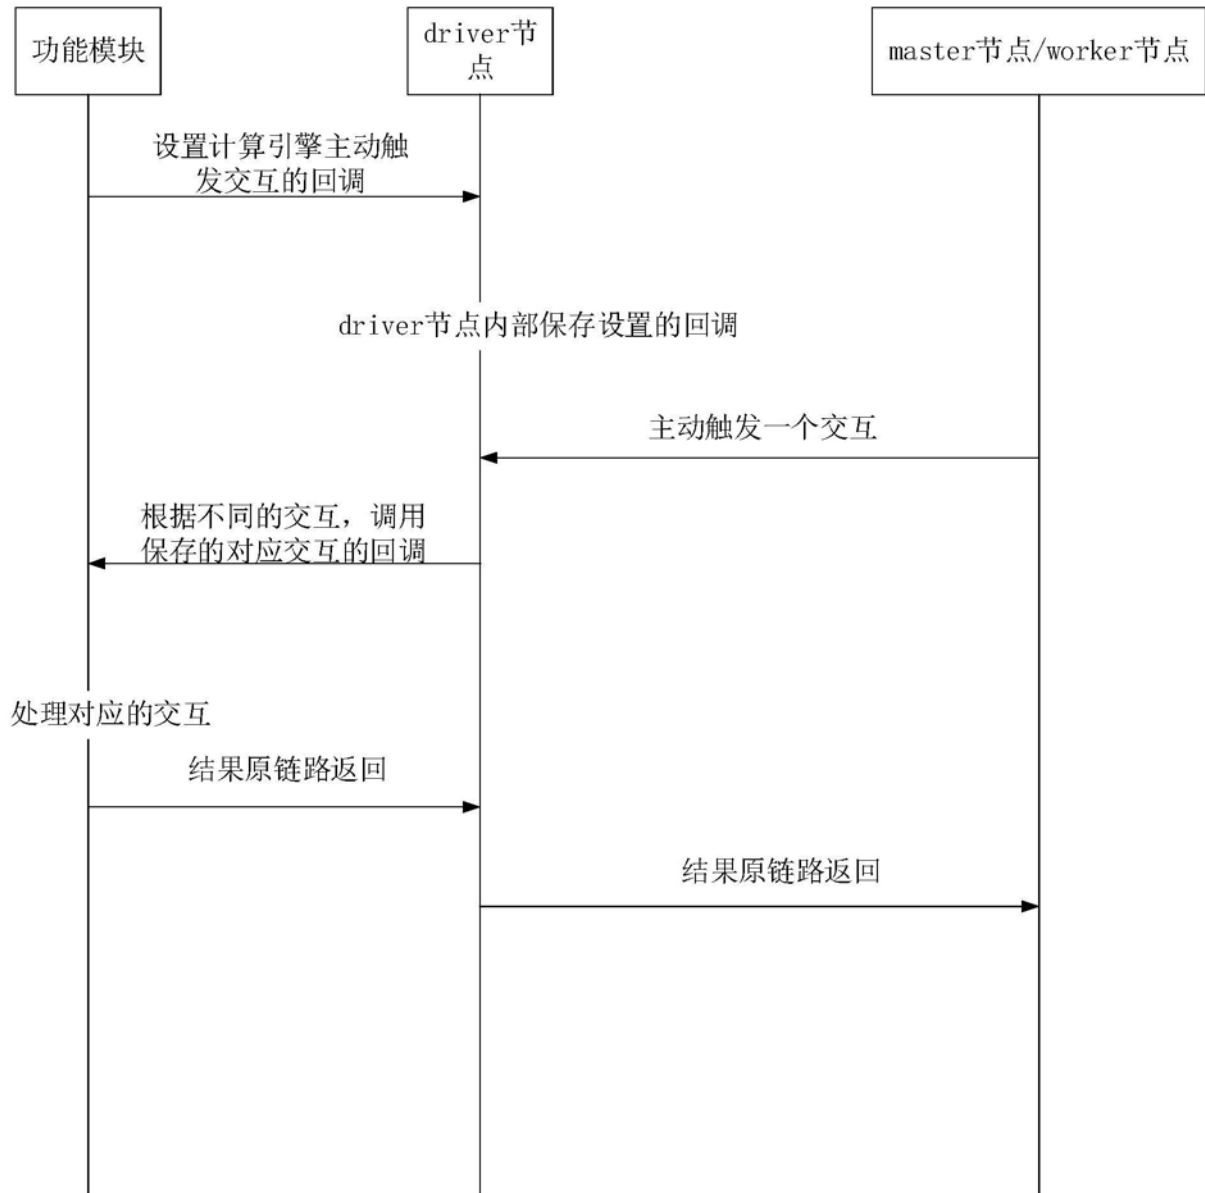 功能模块
driver节
点
master节点/worker节点
设置计算引擎主动触
发交互的回调
driver节点内部保存设置的回调
主动触发一个交互
根据不同的交互，调用
保存的对应交互的回调
处理对应的交互
结果原链路返回
结果原链路返回